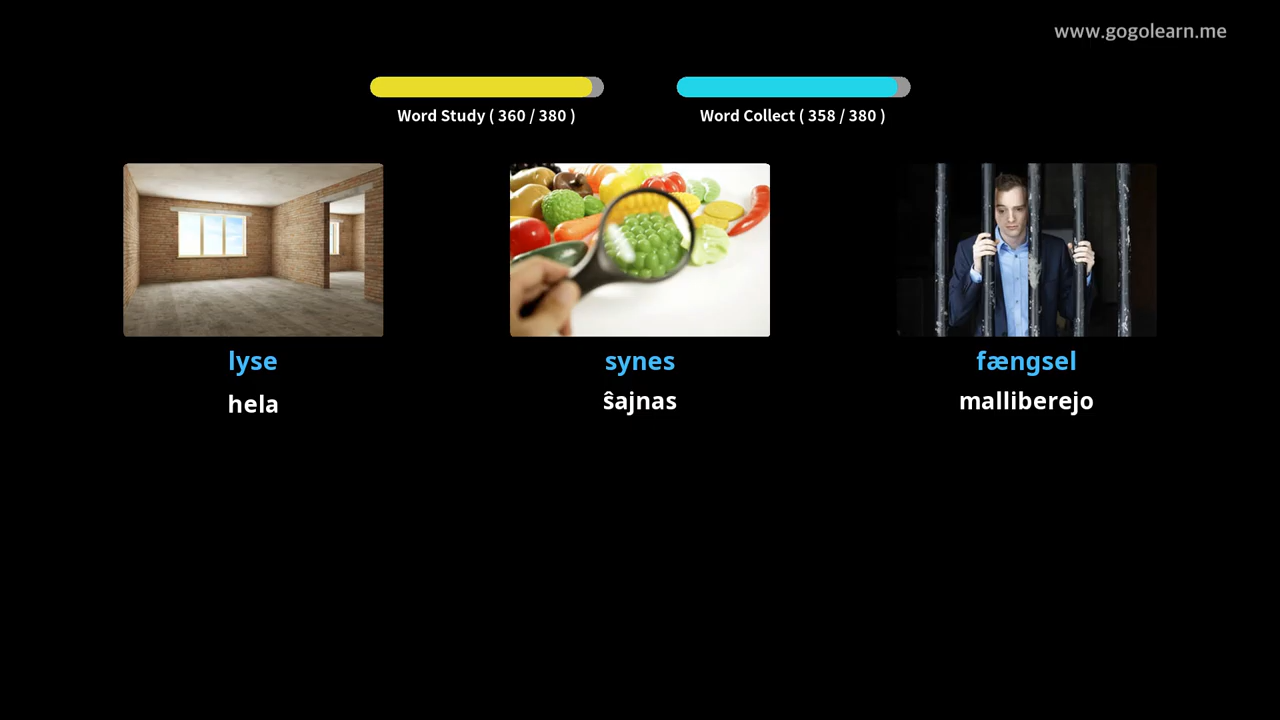 www.gogolearn.me
Word Study ( 360 / 380 )
Word Collect ( 358 / 380 )
lyse
synes
fængsel
hela
ŝajnas
malliberejo